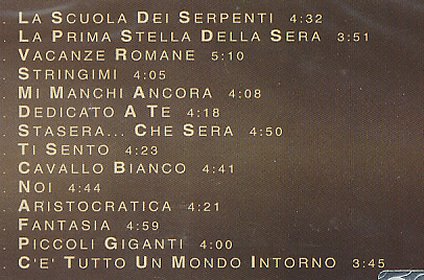 . La Scuola Dei Serpenti 4:32
. La Prima Stella Della Sera 3:51
. Vacanze Romane 5:10
. Stringimi 4:05
. Mi Manchi Ancora 4:08
. Dedicato A Te 4:18
. Stasera... Che Sera 4:50
. Ti Sento 4:23
. Cavallo Bianco 4:41
. Noi 4:44
. Aristocratica 4:21
. Fantasia 4:59
. Piccoli Giganti 4:00
. C'e' Tutto Un Mondo Intorno 3:45